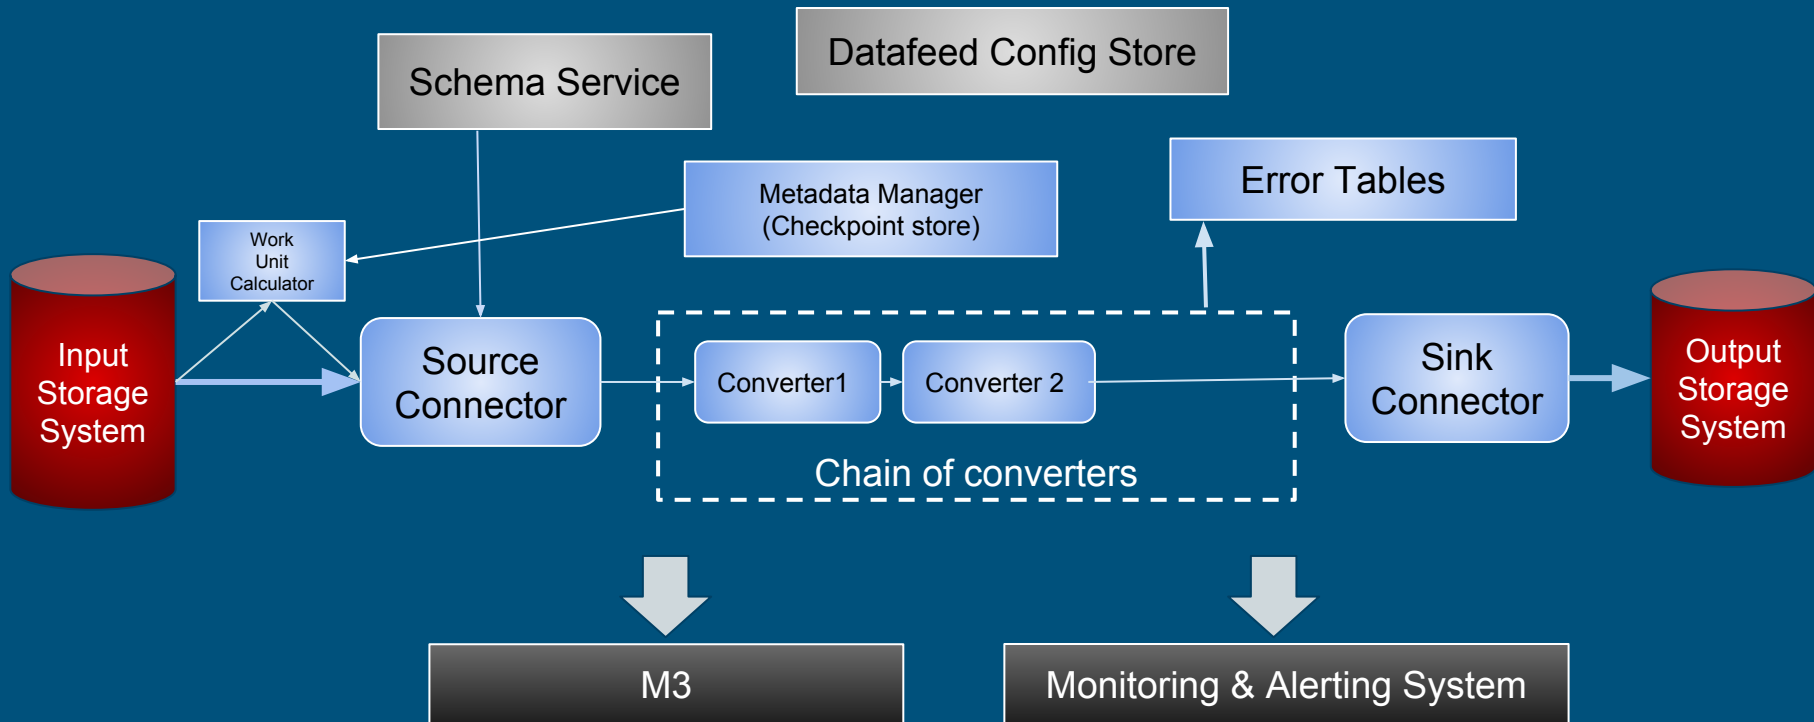 Datafeed Config Store
Schema Service
Metadata Manager
(Checkpoint store)
Error Tables
Work
Unit
Calculator
Input
Storage
System
Source
Connector
Converter1
Converter 2
Chain of converters
Sink
Connector
Output
Storage
System
M3
Monitoring & Alerting System